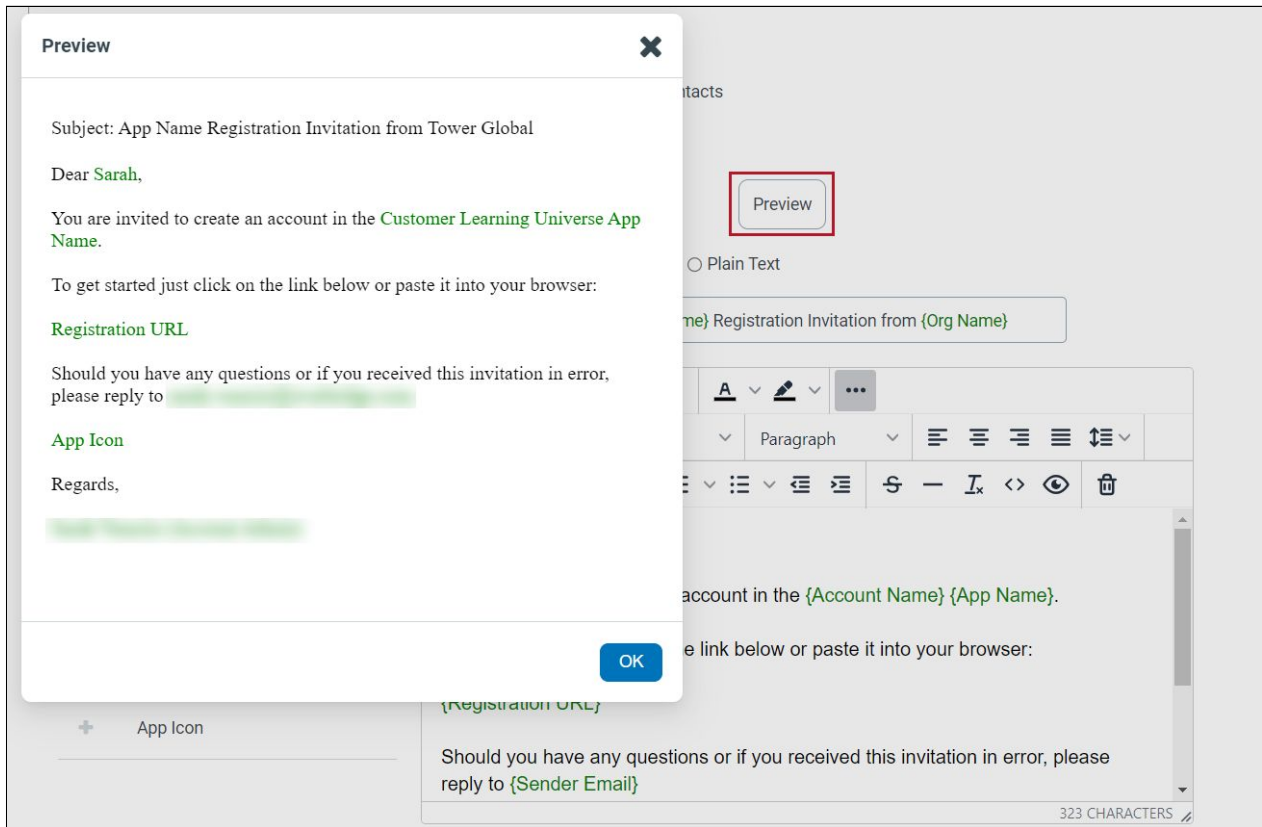 Preview
Subject: App Name Registration Invitation from Tower Global
Dear Sarah,
You are invited to create an account in the Customer Learning Universe App
Name.
To get started just click on the link below or paste it into your browser:
Registration URL
Should you have any questions or if you received this invitation in error,
please reply to
App Icon
Regards,
OK
Preview
Plain Text
Registration Invitation from {Org Name}
A
Paragraph
account in the {Account Name} {App Name}.
link below or paste it into your browser:
{Registration URL}
App Icon
Should you have any questions or if you received this invitation in error, please
reply to {Sender Email}
323 CHARACTERS